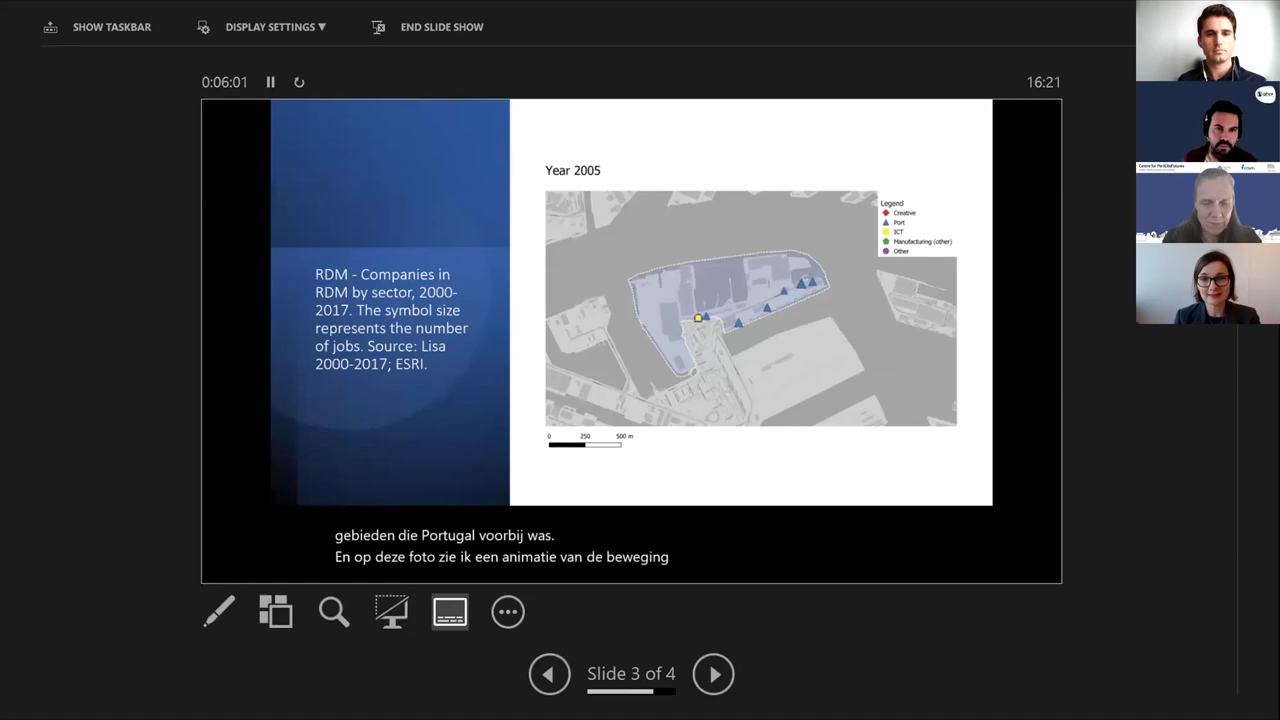 SHOW TASKBAR
DISPLAY SETTINGS ▼
END SLIDE SHOW
0:06:01
16:21
Centre for PortCityFutures
Year 2005
Legend
Creative
Port
ICT
Manufacturing (other)
Other
RDM - Companies in
RDM by sector, 2000-
2017. The symbol size
represents the number
of jobs. Source: Lisa
2000-2017; ESRI.
0 250 500 m
gebieden die Portugal voorbij was.
En op deze foto zie ik een animatie van de beweging
Slide 3 of 4